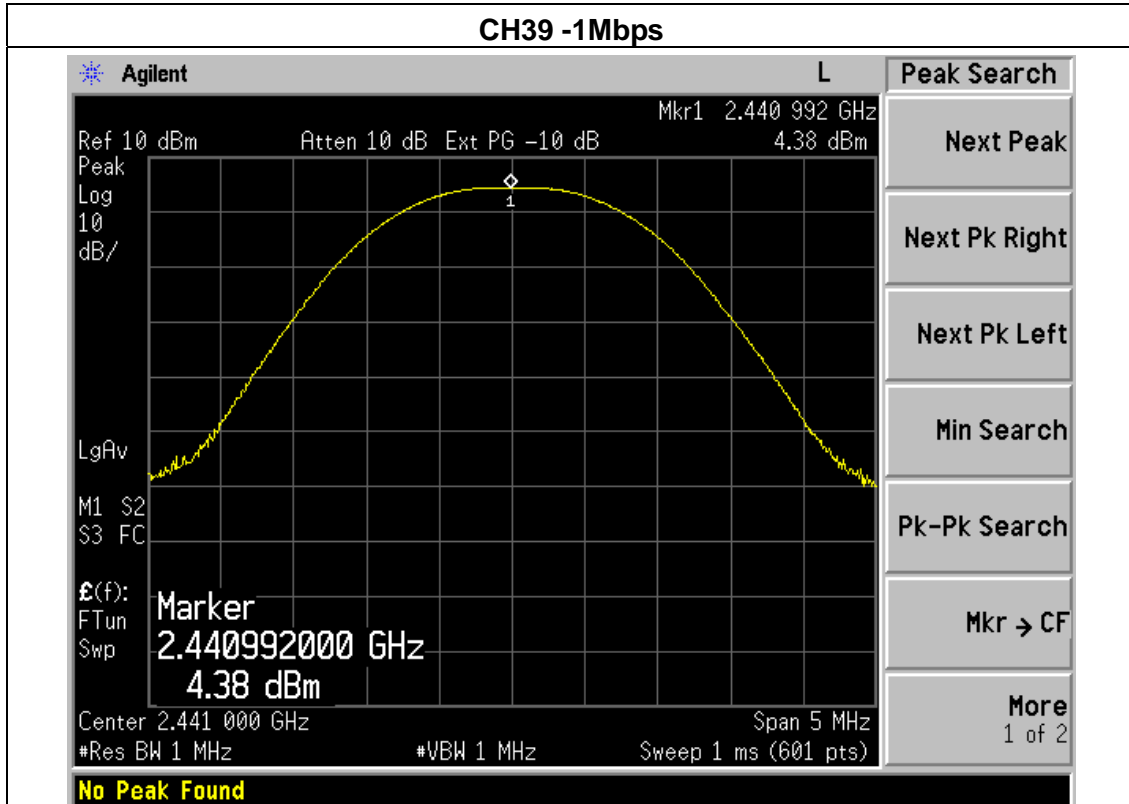 CH39 -1Mbps
Agilent L Peak Search
Mkr1 2.440 992 GHz
Ref 10 dBm Atten 10 dB Ext PG -10 dB 4.38 dBm
Peak
Log
10
dB/
1
LgAv
M1 S2
S3 FC
£(f):
FTun
Swp
Marker
2.440992000 GHz
4.38 dBm
Center 2.441 000 GHz Span 5 MHz
#Res BW 1 MHz #VBW 1 MHz Sweep 1 ms (601 pts)
No Peak Found
Next Peak
Next Pk Right
Next Pk Left
Min Search
Pk-Pk Search
Mkr → CF
More
1 of 2